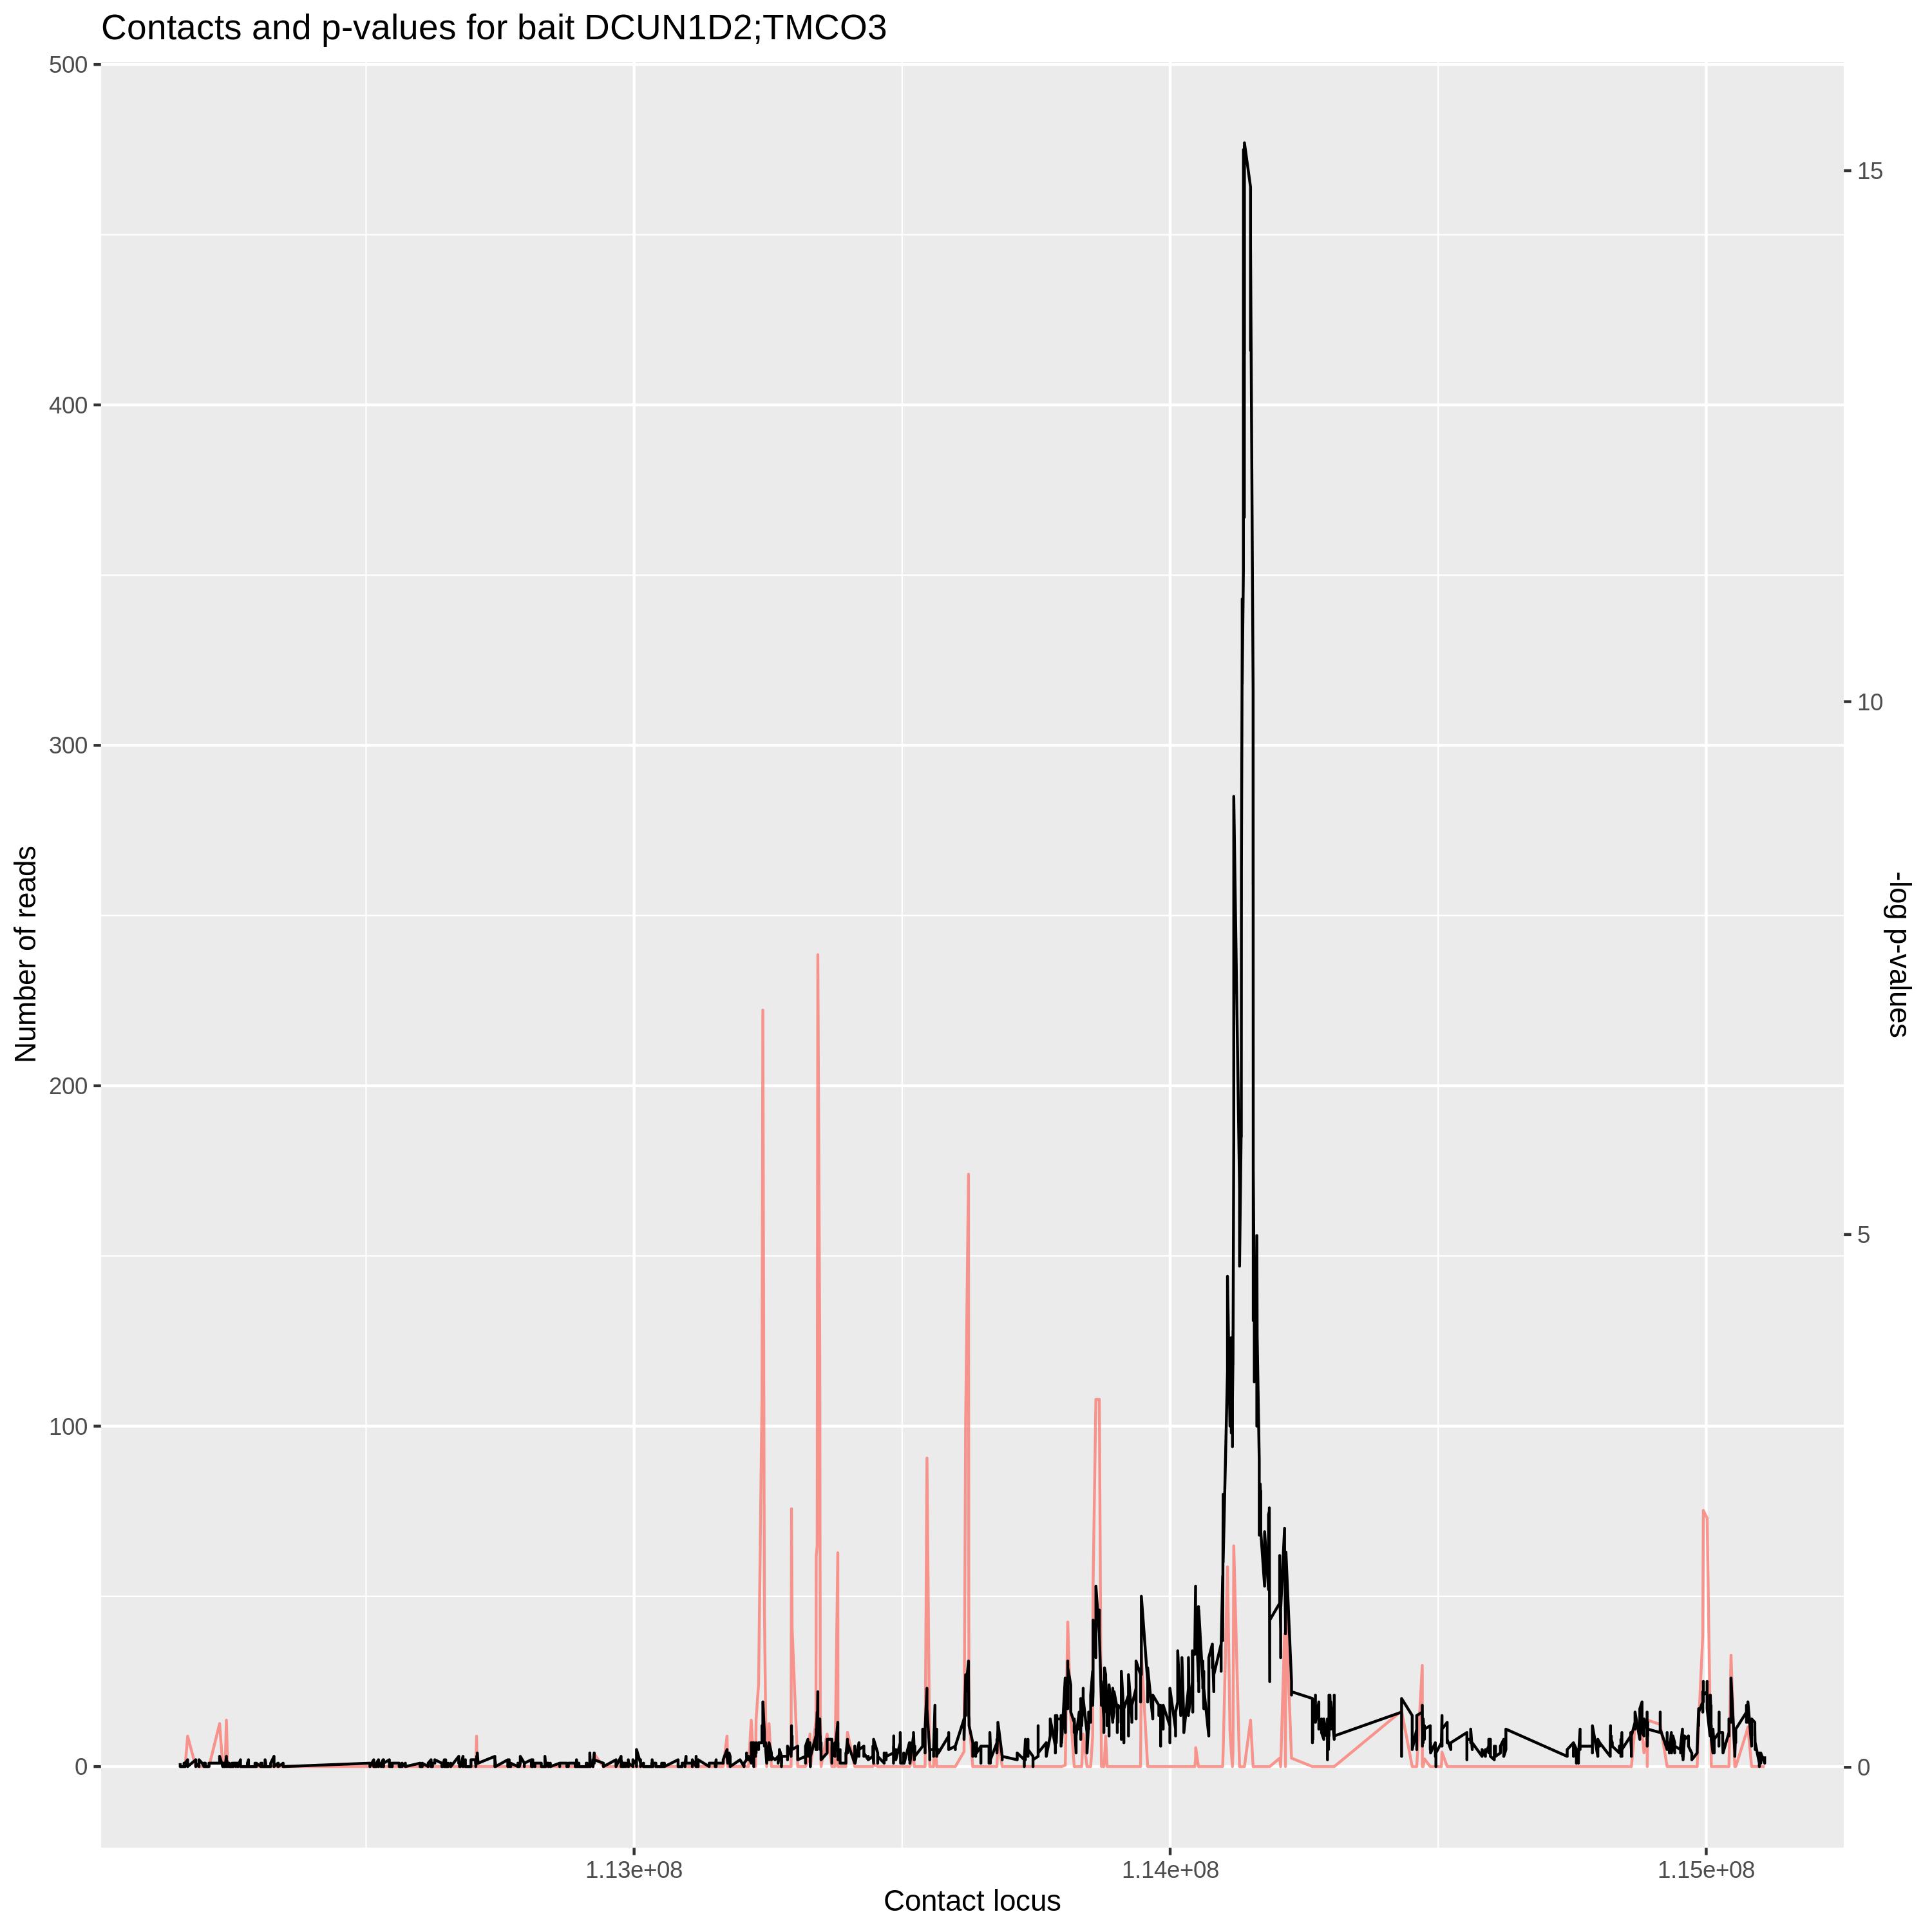 Contacts and p-values for bait DCUN1D2;TMCO3
500
400
300
200
100
0
Number of reads
15
10
5
0
-log p-values
1.13e+08 1.14e+08 1.15e+08
Contact locus